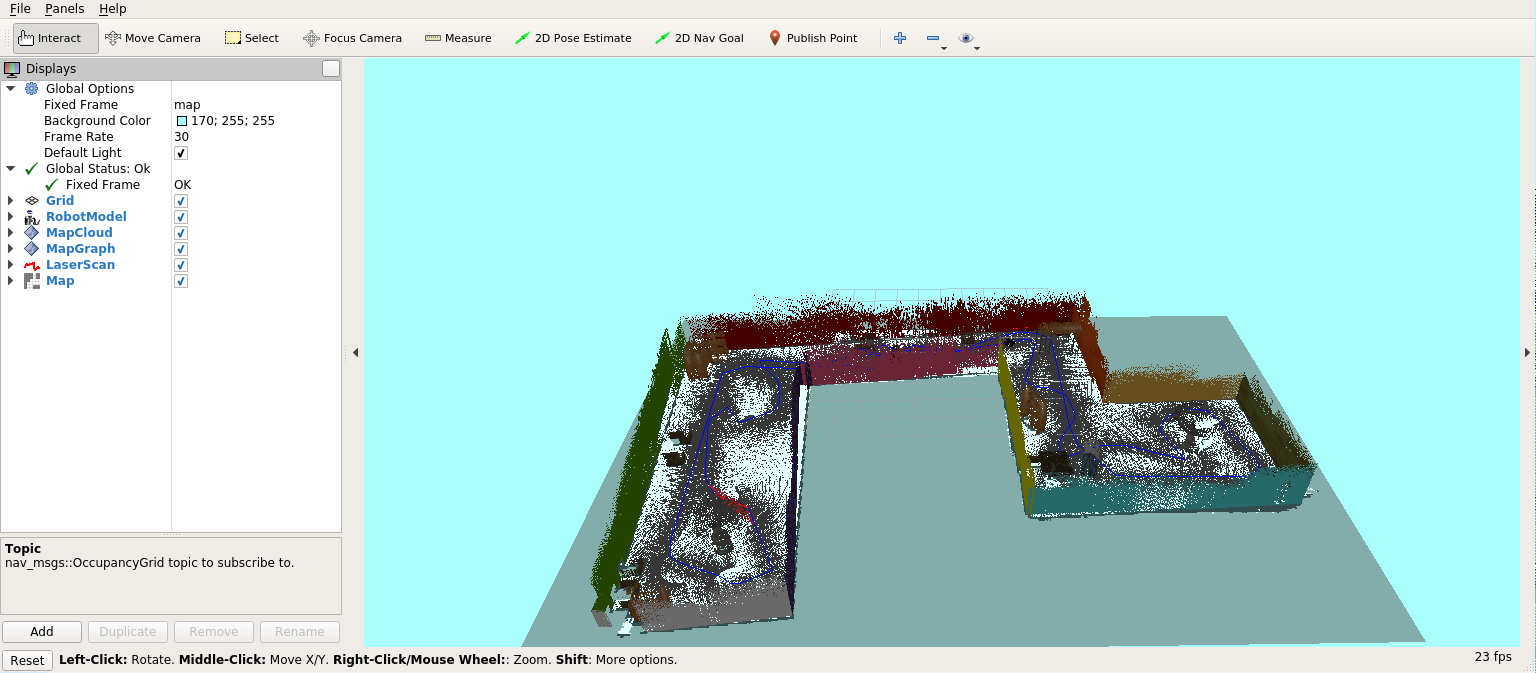 File Panels Help
Interact Move Camera Select Focus Camera Measure 2D Pose Estimate 2D Nav Goal Publish Point
Displays
Global Options
Fixed Frame map
Background Color 170; 255; 255
Frame Rate 30
Default Light
Global Status: Ok
Fixed Frame OK
Grid
RobotModel
MapCloud
MapGraph
LaserScan
Map
Topic
nav_msgs::OccupancyGrid topic to subscribe to.
Add Duplicate Remove Rename
Reset Left-Click: Rotate. Middle-Click: Move X/Y. Right-Click/Mouse Wheel:: Zoom. Shift: More options. 23 fps